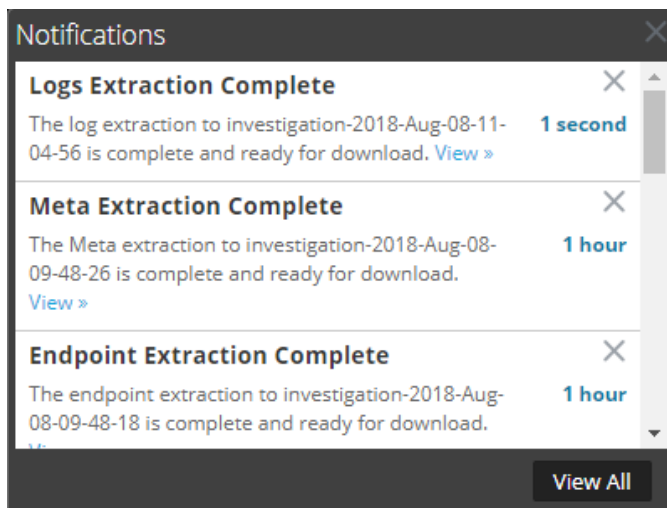 Notifications
Logs Extraction Complete
The log extraction to investigation-2018-Aug-08-11-
1 second
04-56 is complete and ready for download. View »
Meta Extraction Complete
The Meta extraction to investigation-2018-Aug-08-
1 hour
09-48-26 is complete and ready for download.
View »
Endpoint Extraction Complete
The endpoint extraction to investigation-2018-Aug-
1 hour
08-09-48-18 is complete and ready for download.
View All